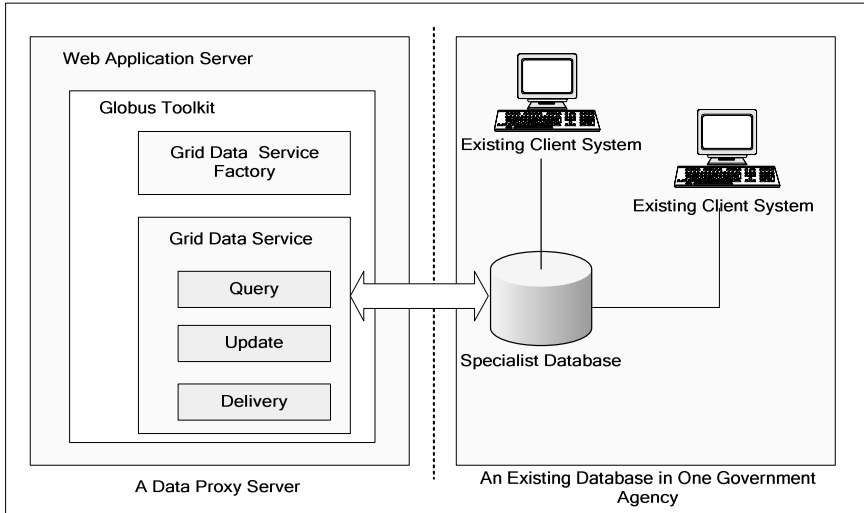 Web Application Server
Globus Toolkit
Grid Data Service
Factory
Grid Data Service
Query
Update
Delivery
A Data Proxy Server
Existing Client System
Existing Client System
Specialist Database
An Existing Database in One Government
Agency